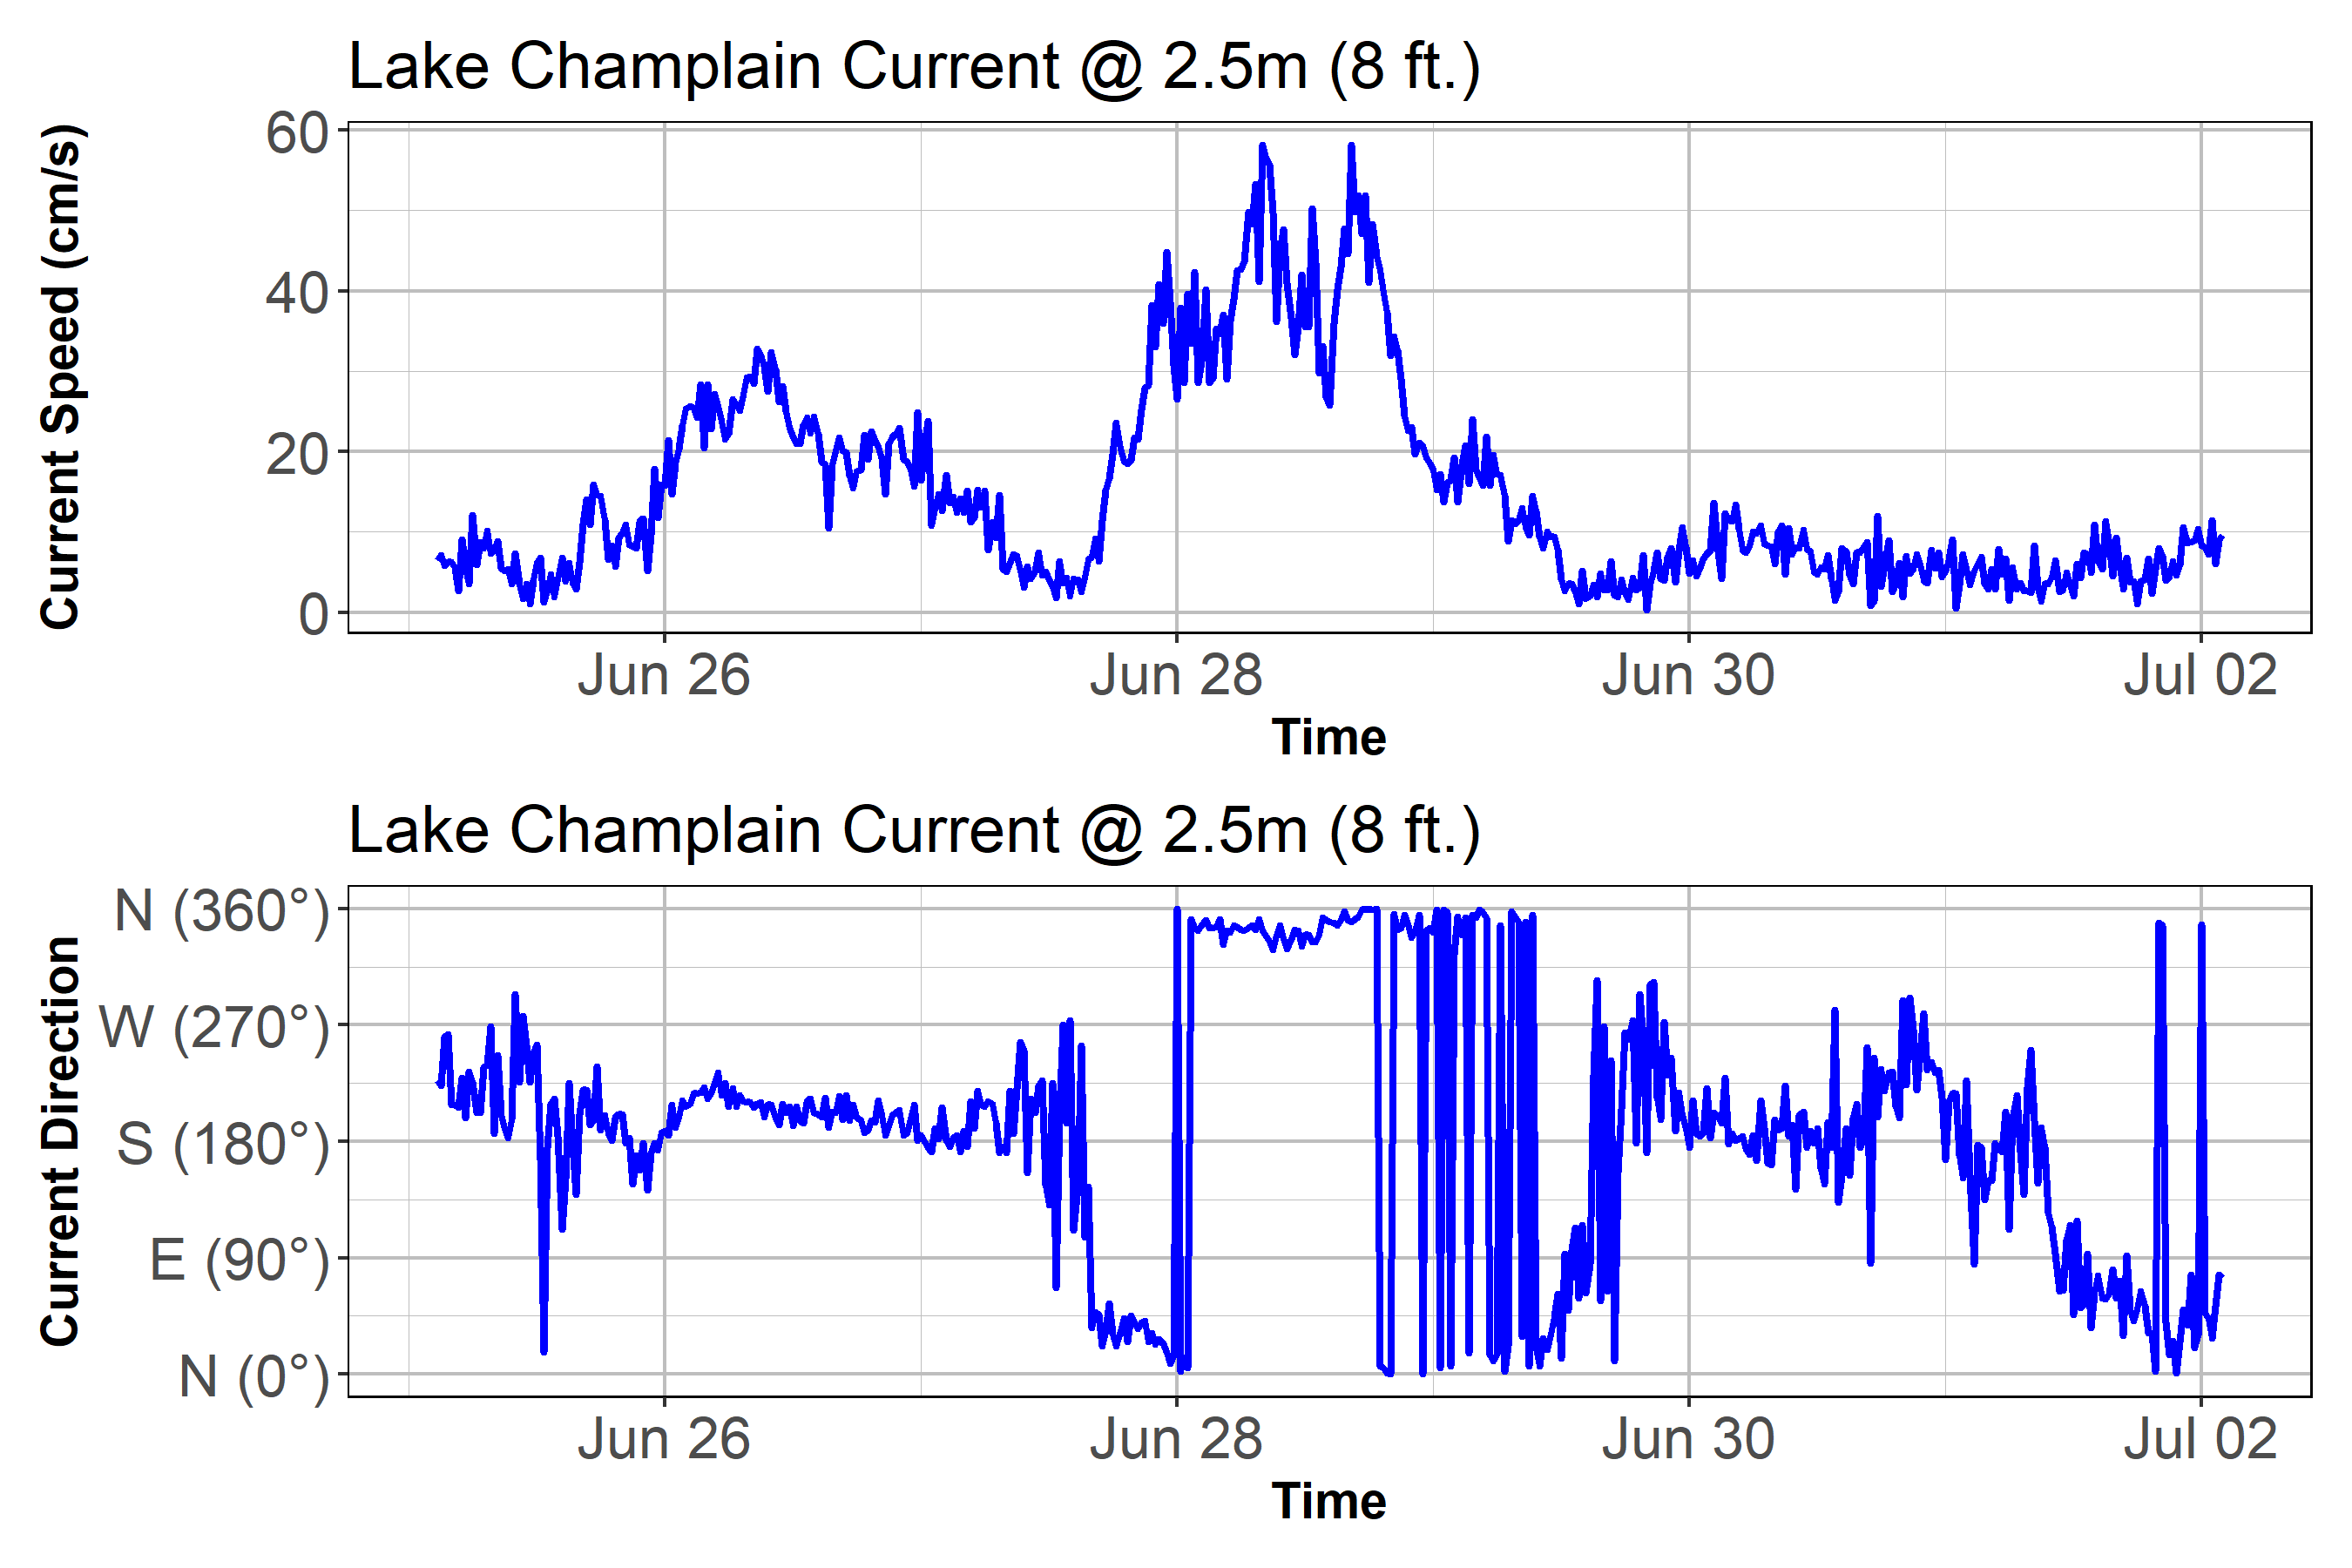 Lake Champlain Current @ 2.5m (8 ft.)
Current Speed (cm/s)
60
40
20
0
Jun 26 Jun 28 Jun 30 Jul 02
Time
Lake Champlain Current @ 2.5m (8 ft.)
Current Direction
N (360°)
W (270°)
S (180°)
E (90°)
N (0°)
Jun 26 Jun 28 Jun 30 Jul 02
Time